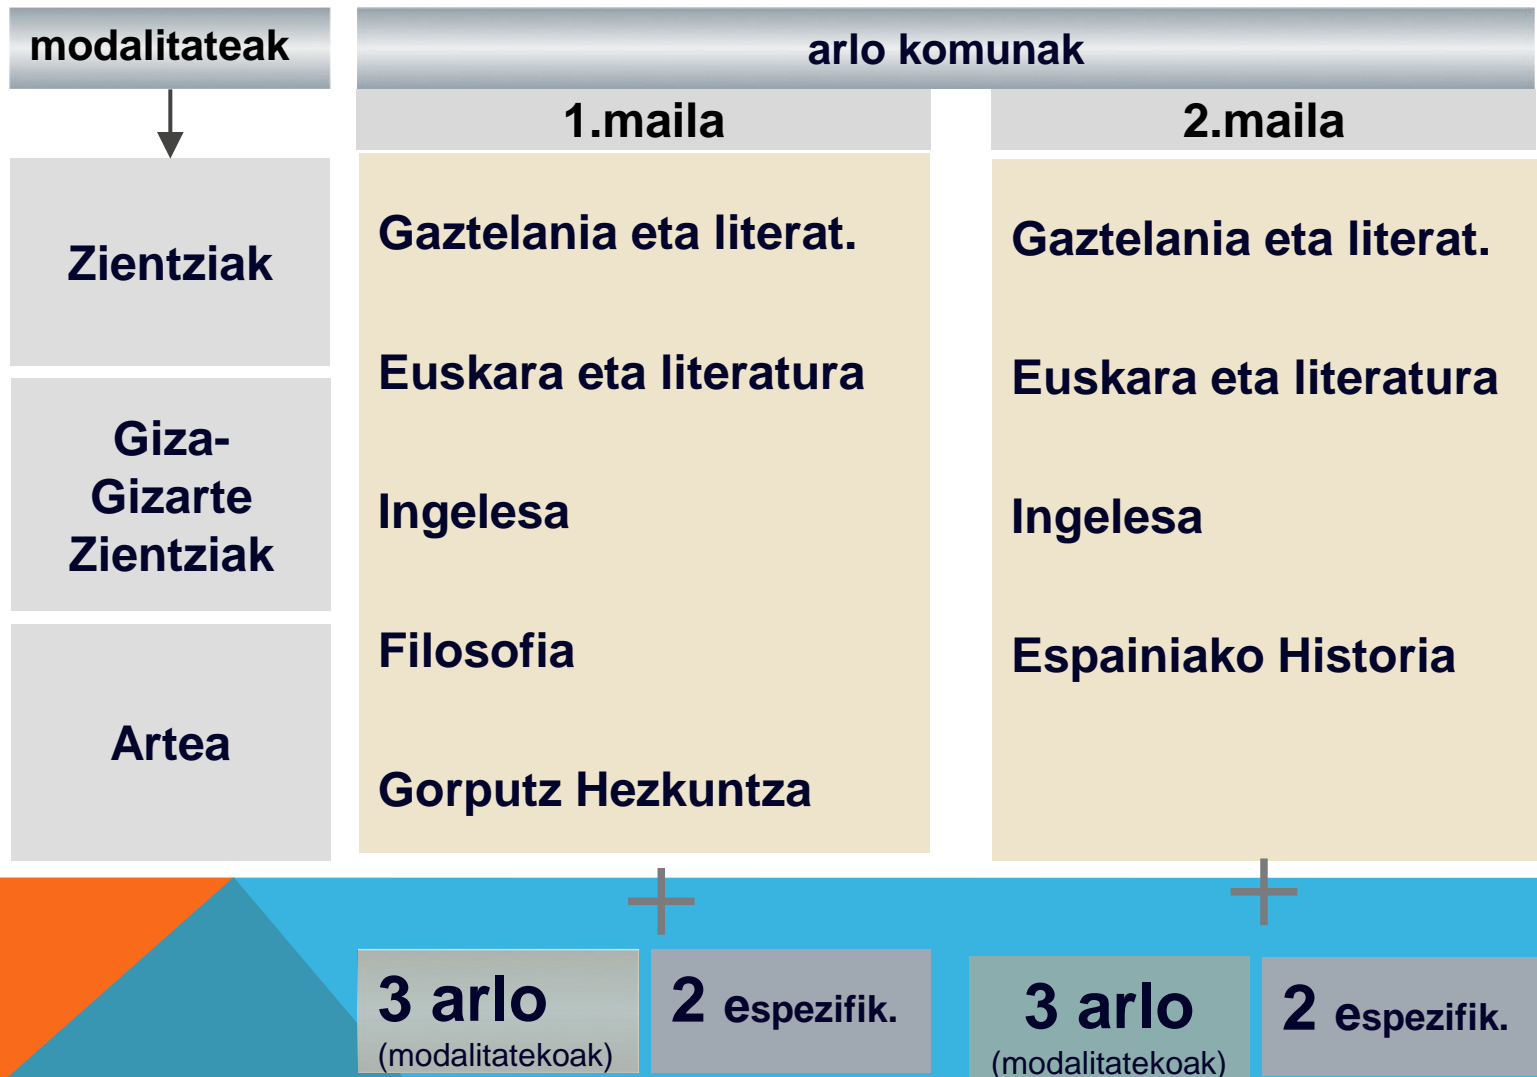 modalitateak
arlo komunak
1.maila
2.maila
Zientziak
Giza-
Gizarte
Zientziak
Artea
Gaztelania eta literat.
Euskara eta literatura
Ingelesa
Filosofia
Gorputz Hezkuntza
Gaztelania eta literat.
Euskara eta literatura
Ingelesa
Espainiako Historia
3 arlo
(modalitatekoak)
2 espezifik.
3 arlo
(modalitatekoak)
2 espezifik.